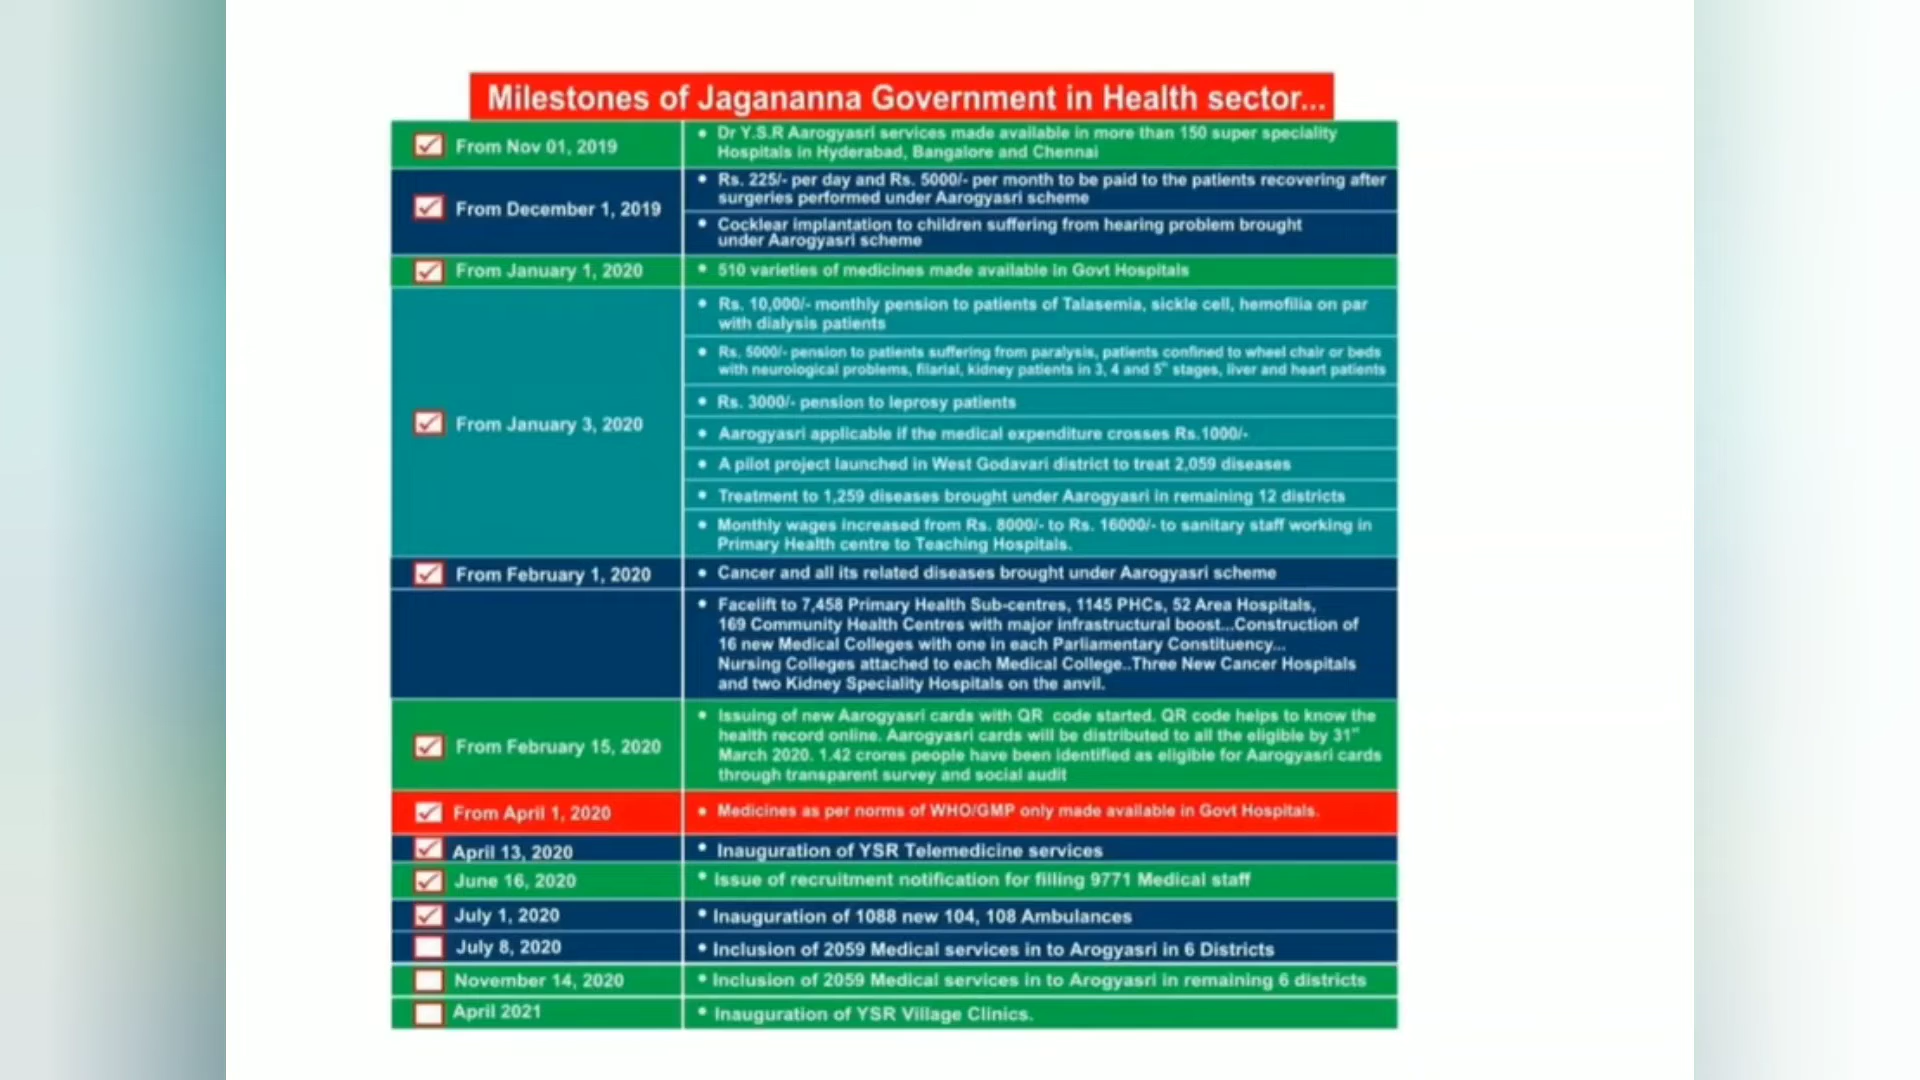 Milestones of Jagananna Government in Health sector...
From Nov 01, 2019
• Dr Y.S.R Aarogyasri services made available in more than 150 super speciality
Hospitals in Hyderabad, Bangalore and Chennai
From December 1, 2019
• Rs. 225/- per day and Rs. 5000/- per month to be paid to the patients recovering after
surgeries performed under Aarogyasri scheme
• Cocklear implantation to children suffering from hearing problem brought
under Aarogyasri scheme
From January 1, 2020
• 510 varieties of medicines made available in Govt Hospitals
From January 3, 2020
• Rs. 10,000/- monthly pension to patients of Talasemia, sickle cell, hemofilia on par
with dialysis patients
• Rs. 5000/- pension to patients suffering from paralysis, patients confined to wheel chair or beds
with neurological problems, filarial, kidney patients in 3, 4 and 5th stages, liver and heart patients
• Rs. 3000/- pension to leprosy patients
• Aarogyasri applicable if the medical expenditure crosses Rs.1000/-
• A pilot project launched in West Godavari district to treat 2,059 diseases
• Treatment to 1,259 diseases brought under Aarogyasri in remaining 12 districts
• Monthly wages increased from Rs. 8000/- to Rs. 16000/- to sanitary staff working in
Primary Health centre to Teaching Hospitals.
From February 1, 2020
• Cancer and all its related diseases brought under Aarogyasri scheme
• Facelift to 7,458 Primary Health Sub-centres, 1145 PHCs, 52 Area Hospitals,
169 Community Health Centres with major infrastructural boost...Construction of
16 new Medical Colleges with one in each Parliamentary Constituency...
Nursing Colleges attached to each Medical College..Three New Cancer Hospitals
and two Kidney Speciality Hospitals on the anvil.
From February 15, 2020
• Issuing of new Aarogyasri cards with QR code started. QR code helps to know the
health record online. Aarogyasri cards will be distributed to all the eligible by 31st
March 2020. 1.42 crores people have been identified as eligible for Aarogyasri cards
through transparent survey and social audit
From April 1, 2020
• Medicines as per norms of WHO/GMP only made available in Govt Hospitals.
April 13, 2020
• Inauguration of YSR Telemedicine services
June 16, 2020
• Issue of recruitment notification for filling 9771 Medical staff
July 1, 2020
• Inauguration of 1088 new 104, 108 Ambulances
July 8, 2020
• Inclusion of 2059 Medical services in to Arogyasri in 6 Districts
November 14, 2020
• Inclusion of 2059 Medical services in to Arogyasri in remaining 6 districts
April 2021
• Inauguration of YSR Village Clinics.